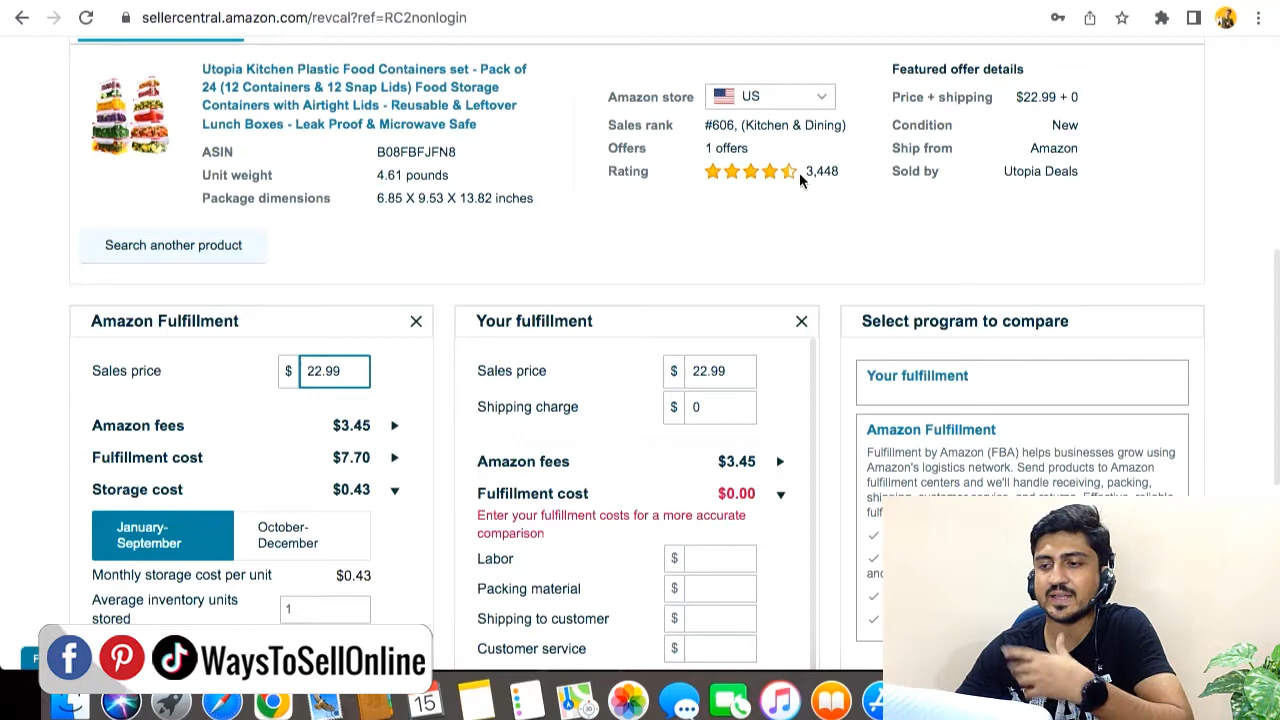 sellercentral.amazon.com/revcal?ref=RC2nonlogin
Utopia Kitchen Plastic Food Containers set - Pack of
24 (12 Containers & 12 Snap Lids) Food Storage
Containers with Airtight Lids - Reusable & Leftover
Lunch Boxes - Leak Proof & Microwave Safe
ASIN B08FBFJFN8
Unit weight 4.61 pounds
Package dimensions 6.85 X 9.53 X 13.82 inches
Search another product
Amazon store US
Sales rank #606, (Kitchen & Dining)
Offers 1 offers
Rating 3,448
Featured offer details
Price + shipping $22.99 + 0
Condition New
Ship from Amazon
Sold by Utopia Deals
Amazon Fulfillment
Sales price $ 22.99
Amazon fees $3.45
Fulfillment cost $7.70
Storage cost $0.43
January-
September
October-
December
Monthly storage cost per unit $0.43
Average inventory units
stored 1
Your fulfillment
Sales price $ 22.99
Shipping charge $ 0
Amazon fees $3.45
Fulfillment cost $0.00
Enter your fulfillment costs for a more accurate
comparison
Labor $
Packing material $
Shipping to customer $
Customer service $
Select program to compare
Your fulfillment
Amazon Fulfillment
Fulfillment by Amazon (FBA) helps businesses grow using
Amazon's logistics network. Send products to Amazon
fulfillment centers and we'll handle receiving, packing,
WaysToSellOnline
15